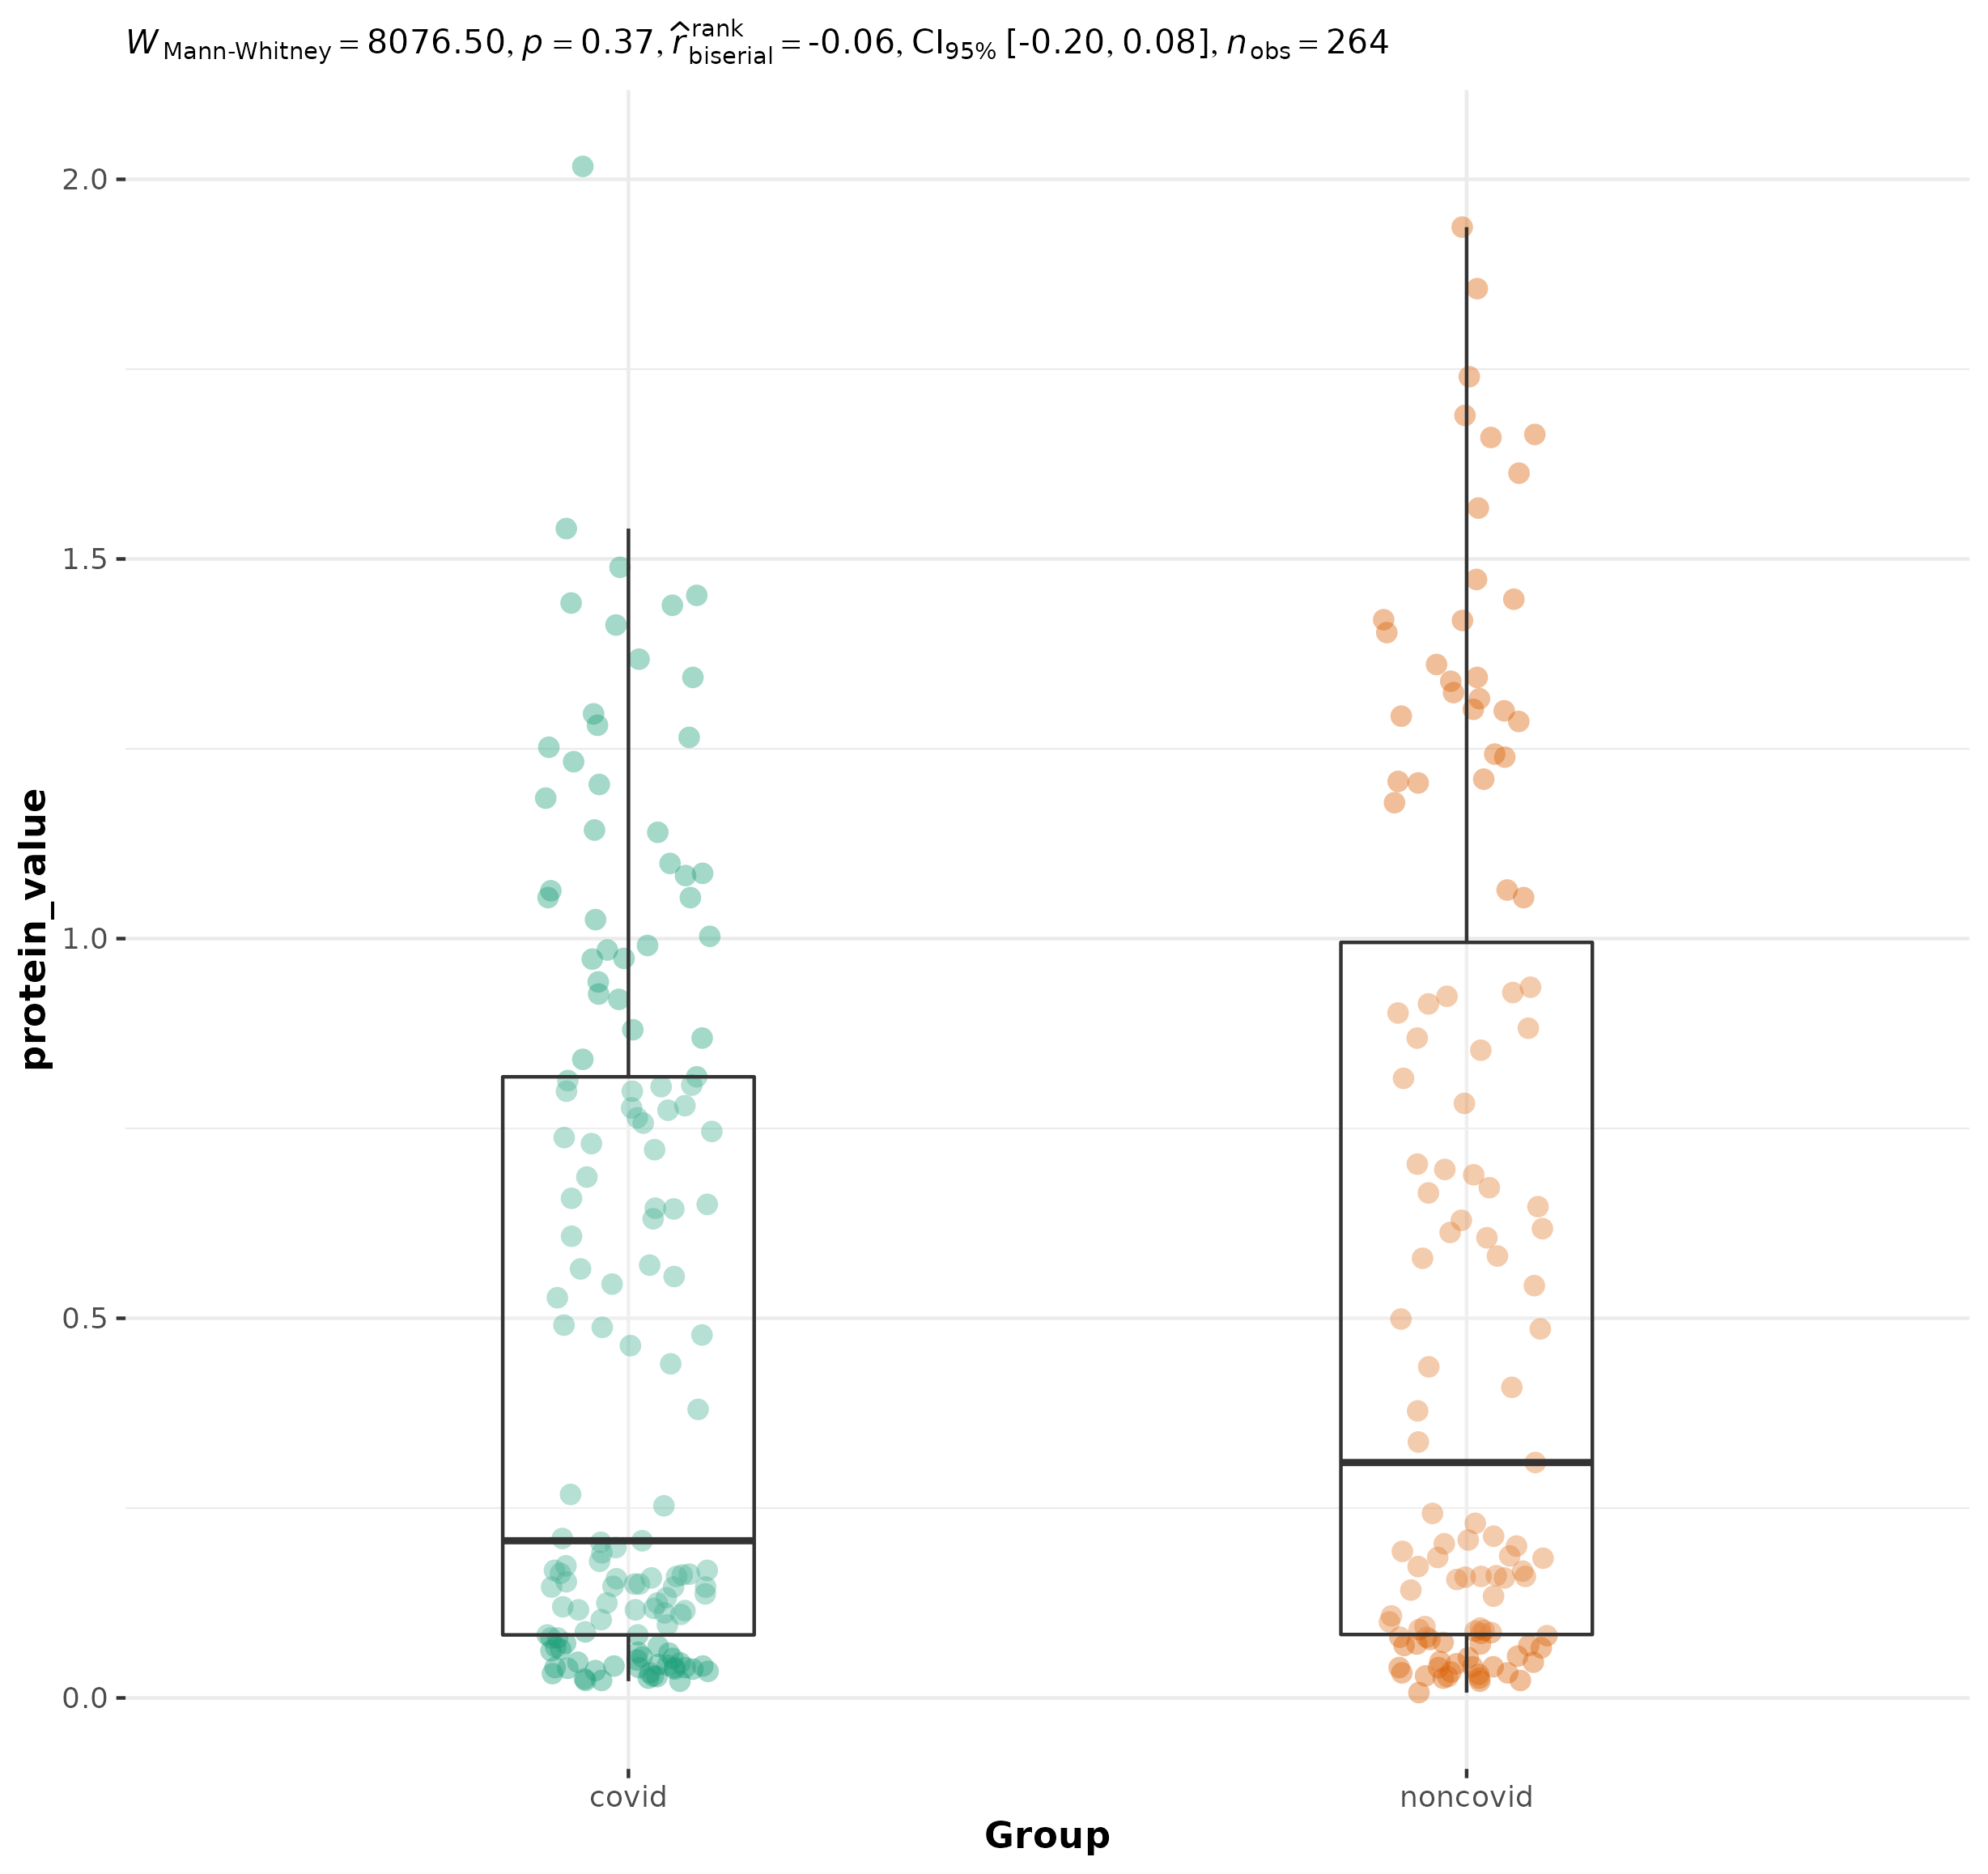 W Mann-Whitney = 8076.50, p = 0.37, r̂ rank biserial = -0.06, CI95% [-0.20, 0.08], n obs = 264
2.0
1.5
1.0
0.5
0.0
protein_value
covid noncovid
Group